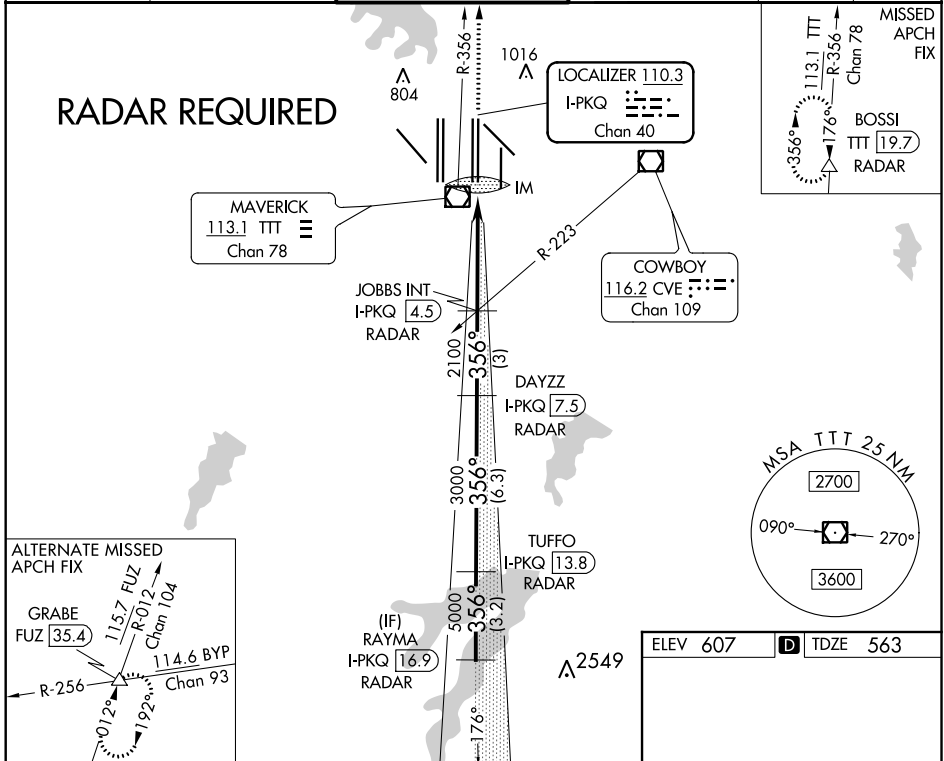 RADAR REQUIRED
804
R-356
1016
LOCALIZER 110.3
I-PKQ
Chan 40
MISSED
APCH
FIX
113.1 TTT
R-356
Chan 78
356°
176°
BOSSI
TTT 19.7
RADAR
IM
MAVERICK
113.1 TTT
Chan 78
R-223
COWBOY
116.2 CVE
Chan 109
JOBBS INT
I-PKQ 4.5
RADAR
2100
356°
(3)
DAYZZ
I-PKQ 7.5
RADAR
3000
356°
(6.3)
TUFFO
I-PKQ 13.8
RADAR
5000
356°
(3.2)
(IF)
RAYMA
I-PKQ 16.9
RADAR
176°
2549
MSA TTT 25 NM
2700
090°
270°
3600
ALTERNATE MISSED
APCH FIX
GRABE
FUZ 35.4
115.7 FUZ
R-012
Chan 104
114.6 BYP
Chan 93
R-256
012°
192°
ELEV 607 D TDZE 563